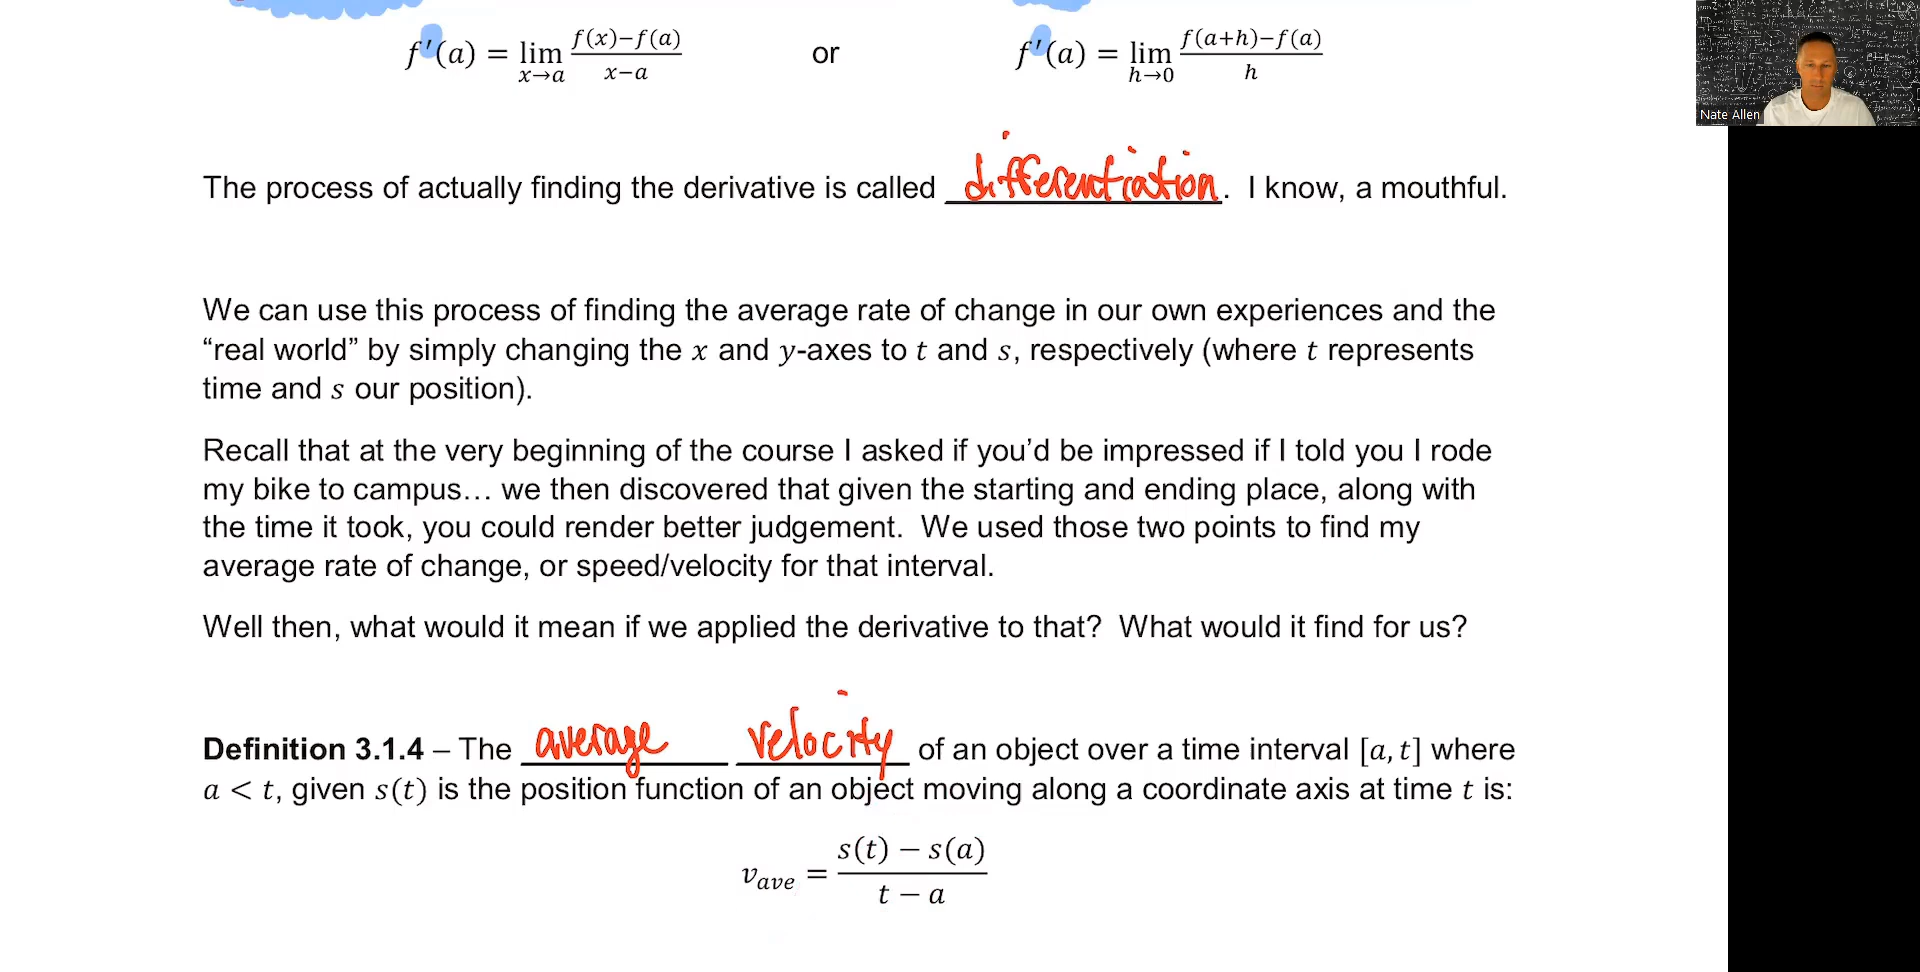 f′(a) = lim x→a f(x)−f(a) / x−a or f′(a) = lim h→0 f(a+h)−f(a) / h
Nate Allen
The process of actually finding the derivative is called differentiation. I know, a mouthful.
We can use this process of finding the average rate of change in our own experiences and the
“real world” by simply changing the x and y-axes to t and s, respectively (where t represents
time and s our position).
Recall that at the very beginning of the course I asked if you’d be impressed if I told you I rode
my bike to campus… we then discovered that given the starting and ending place, along with
the time it took, you could render better judgement. We used those two points to find my
average rate of change, or speed/velocity for that interval.
Well then, what would it mean if we applied the derivative to that? What would it find for us?
Definition 3.1.4 – The average velocity of an object over a time interval [a, t] where
a < t, given s(t) is the position function of an object moving along a coordinate axis at time t is:
v_ave = s(t) − s(a) / t − a